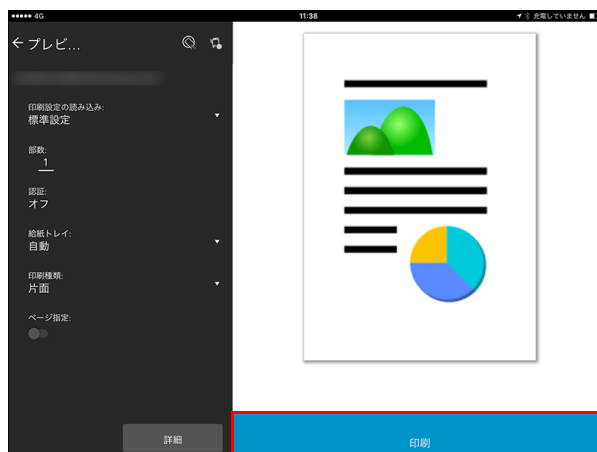 4G 11:38 充電していません
プレビ...
印刷設定の読み込み:
標準設定
部数:
1
認証:
オフ
給紙トレイ:
自動
印刷種類:
片面
ページ指定:
詳細
印刷